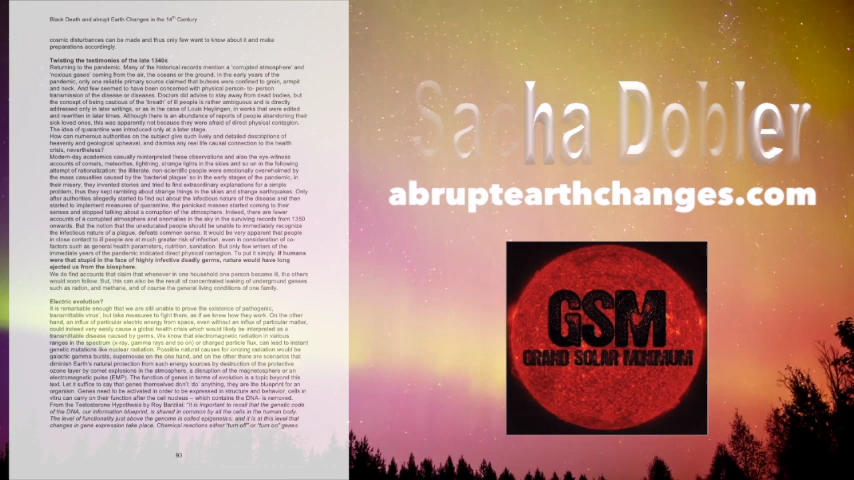 Black Death and abrupt Earth Changes in the 14th Century
cosmic disturbances can be made and thus only few want to know about it and make
preparations accordingly.
Twisting the testimonies of the late 1340s
Returning to the pandemic. Many of the historical records mention a 'corrupted atmosphere' and
'noxious gases' coming from the air, the oceans or the ground. In the early years of the
pandemic, only one reliable primary source claimed that buboes were confined to groin, armpit
and neck. And few seemed to have been concerned with physical person- to- person
transmission of the disease or diseases. Doctors did advise to stay away from dead bodies, but
the concept of being cautious of the 'breath' of ill people is rather ambiguous and is directly
addressed only in later writings, or as in the case of Louis Heyligen, in works that were edited
and rewritten in later times. Although there is an abundance of reports of people abandoning their
sick loved ones, this was apparently not because they were afraid of direct physical contagion.
The idea of quarantine was introduced only at a later stage.
How can numerous authorities on the subject give such lively and detailed descriptions of
heavenly and geological upheaval, and dismiss any real life causal connection to the health
crisis, nevertheless?
Modern-day academics casually reinterpreted these observations and also the eye-witness
accounts of comets, meteorites, lightning, strange lights in the skies and so on in the following
attempt of rationalization: the illiterate, non-scientific people were emotionally overwhelmed by
the mass casualties caused by the 'bacterial plague' so in the early stages of the pandemic, in
their misery, they invented stories and tried to find extraordinary explanations for a simple
problem, thus they kept rambling about strange things in the skies and strange earthquakes. Only
after authorities allegedly started to find out about the infectious nature of the disease and then
started to implement measures of quarantine, the panicked masses started coming to their
senses and stopped talking about a corruption of the atmosphere. Indeed, there are fewer
accounts of a corrupted atmosphere and anomalies in the sky in the surviving records from 1350
onwards. But the notion that the uneducated people should be unable to immediately recognize
the infectious nature of a plague, defeats common sense. It would be very apparent that people
in close contact to ill people are at much greater risk of infection, even in consideration of co-
factors such as general health parameters, nutrition, sanitation. But only few writers of the
immediate years of the pandemic indicated direct physical contagion. To put it simply: If humans
were that stupid in the face of highly infective deadly germs, nature would have long
ejected us from the biosphere.
We do find accounts that claim that whenever in one household one person became ill, the others
would soon follow. But, this can also be the result of concentrated leaking of underground gasses
such as radon, and methane, and of course the general living conditions of one family.
Electric evolution?
It is remarkable enough that we are still unable to prove the existence of pathogenic,
transmittable virus', but take measures to fight them, as if we knew how they work. On the other
hand, an influx of particular electric energy from space, even without an influx of particular matter,
could indeed very easily cause a global health crisis which would likely be interpreted as a
transmittable disease caused by germs. We know that electromagnetic radiation in various
ranges in the spectrum (x-ray, gamma rays and so on) or charged particle flux, can lead to instant
genetic mutations like nuclear radiation. Possible natural causes for ionizing radiation would be
galactic gamma bursts, supernovas on the one hand, and on the other there are scenarios that
diminish Earth's natural protection from such energy sources by destruction of the protective
ozone layer by comet explosions in the atmosphere, a disruption of the magnetosphere or an
electromagnetic pulse (EMP). The function of genes in terms of evolution is a topic beyond this
text. Let it suffice to say that genes themselves don't 'do' anything, they are the blueprint for an
organism. Genes need to be activated in order to be expressed in structure and behavior, cells in
vitru can carry on their function after the cell nucleus – which contains the DNA- is removed.
From the Testosterone Hypothesis by Roy Barzilai: "It is important to recall that the genetic code
of the DNA, our information blueprint, is shared in common by all the cells in the human body.
The level of functionality just above the genome is called epigenetics, and it is at this level that
changes in gene expression take place. Chemical reactions either "turn off" or "turn on" genes
93
Sacha Dobler
abruptearthchanges.com
GSM
GRAND SOLAR MINIMUM